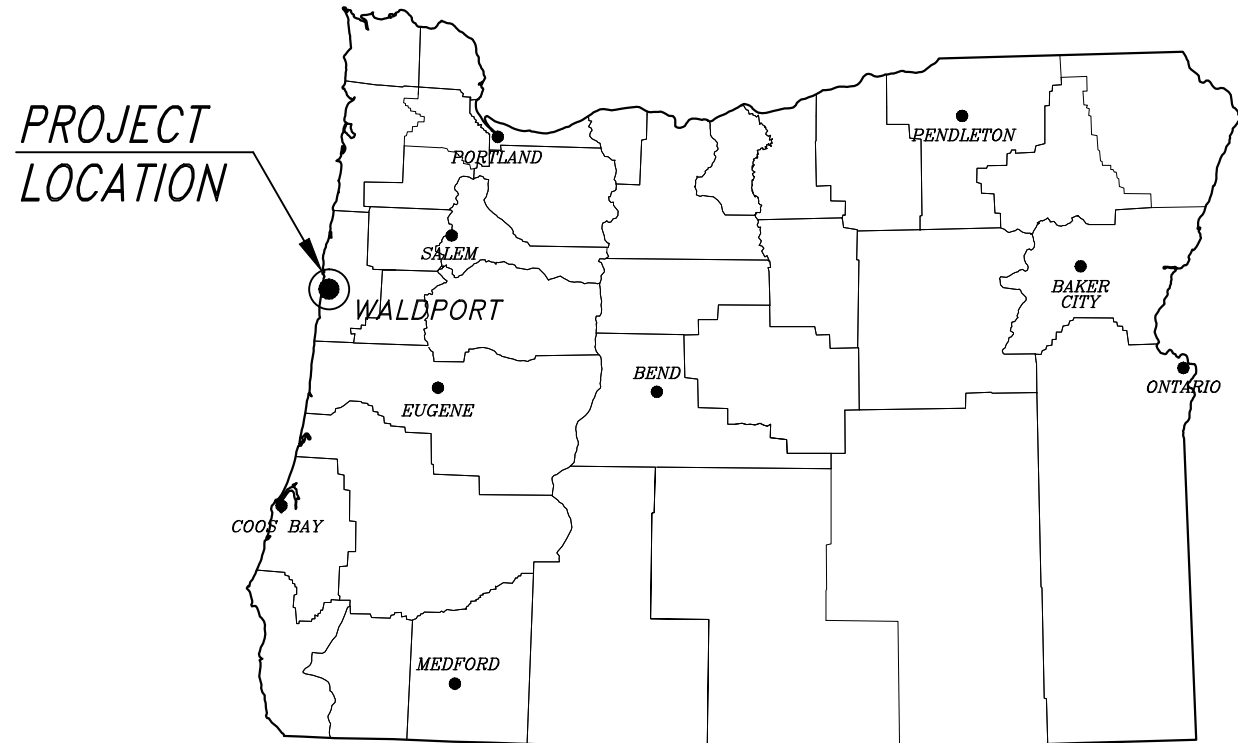 PROJECT
LOCATION
PORTLAND
PENDLETON
SALEM
WALDPORT
BAKER
CITY
BEND
ONTARIO
EUGENE
COOS BAY
MEDFORD